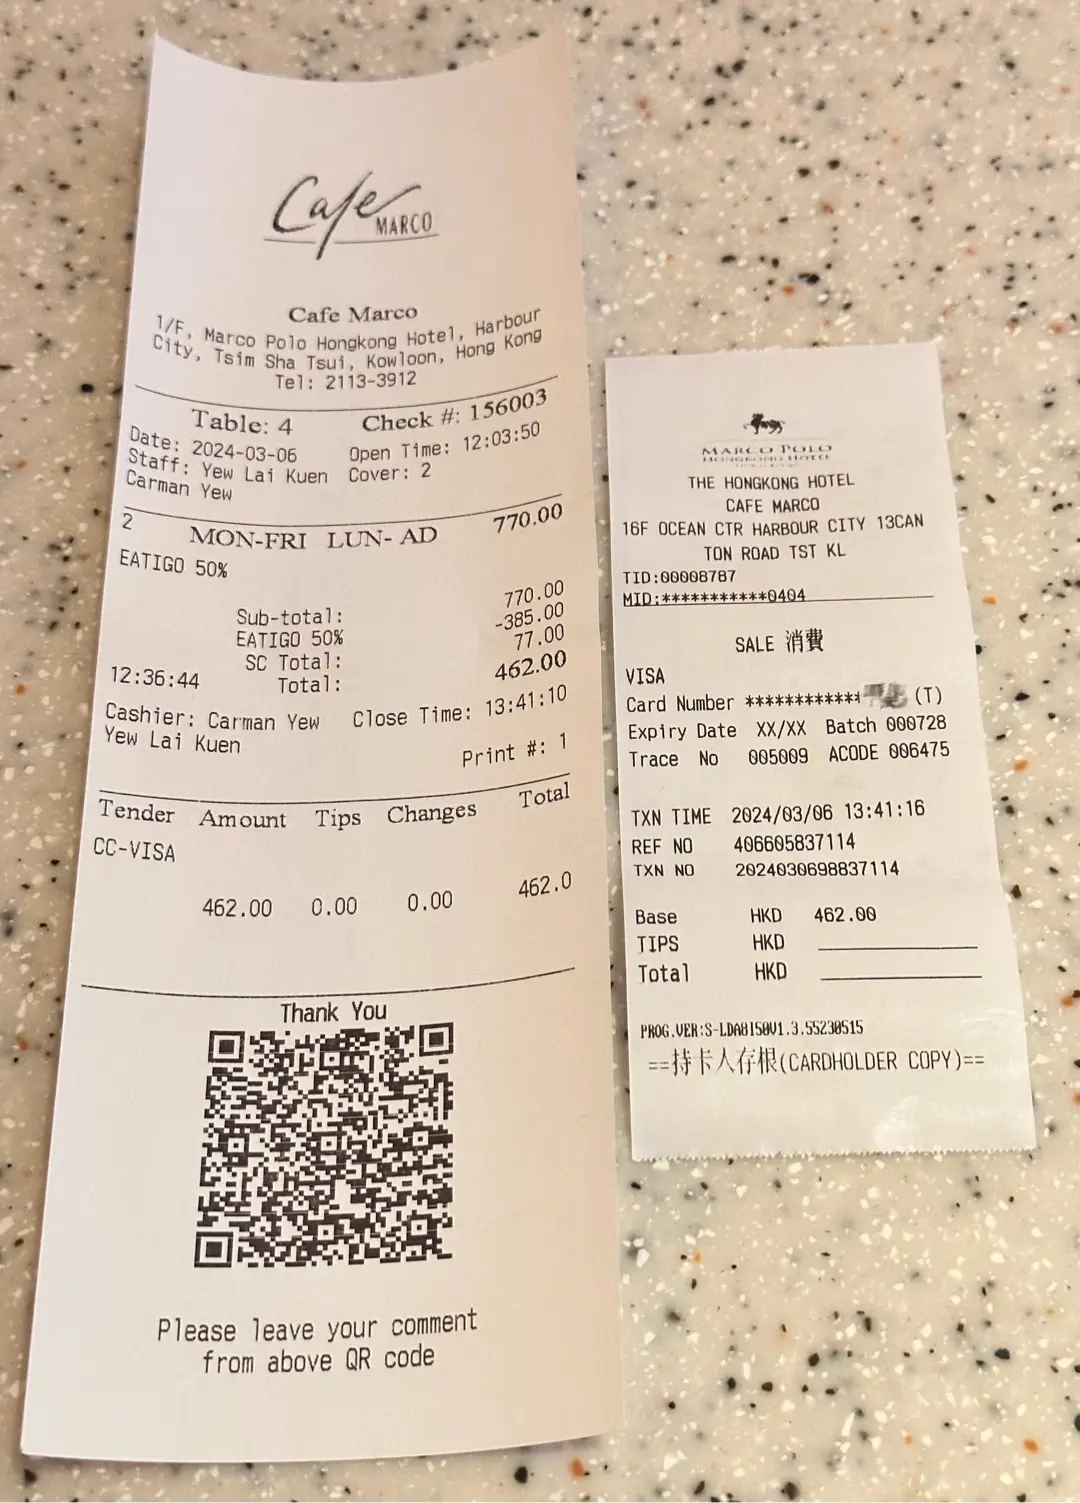 Cafe
MARCO
Cafe Marco
1/F, Marco Polo Hongkong Hotel, Harbour
City, Tsim Sha Tsui, Kowloon, Hong Kong
Tel: 2113-3912
Table: 4 Check #: 156003
Date: 2024-03-06 Open Time: 12:03:50
Staff: Yew Lai Kuen Cover: 2
Carman Yew
2 MON-FRI LUN- AD 770.00
EATIGO 50%
Sub-total: 770.00
EATIGO 50% -385.00
SC Total: 77.00
12:36:44 Total: 462.00
Cashier: Carman Yew Close Time: 13:41:10
Yew Lai Kuen
Print #: 1
Tender Amount Tips Changes Total
CC-VISA
462.00 0.00 0.00 462.0
Thank You
Please leave your comment
from above QR code
MARCO POLO
HONGKONG HOTEL
THE HONGKONG HOTEL
CAFE MARCO
16F OCEAN CTR HARBOUR CITY 13CAN
TON ROAD TST KL
TID:00008787
MID:***********0404
SALE 消費
VISA
Card Number ************ (T)
Expiry Date XX/XX Batch 000728
Trace No 005009 ACODE 006475
TXN TIME 2024/03/06 13:41:16
REF NO 406605837114
TXN NO 2024030698837114
Base HKD 462.00
TIPS HKD
Total HKD
PROG.VER:S-LDA8I50V1.3.55230515
==持卡人存根(CARDHOLDER COPY)==